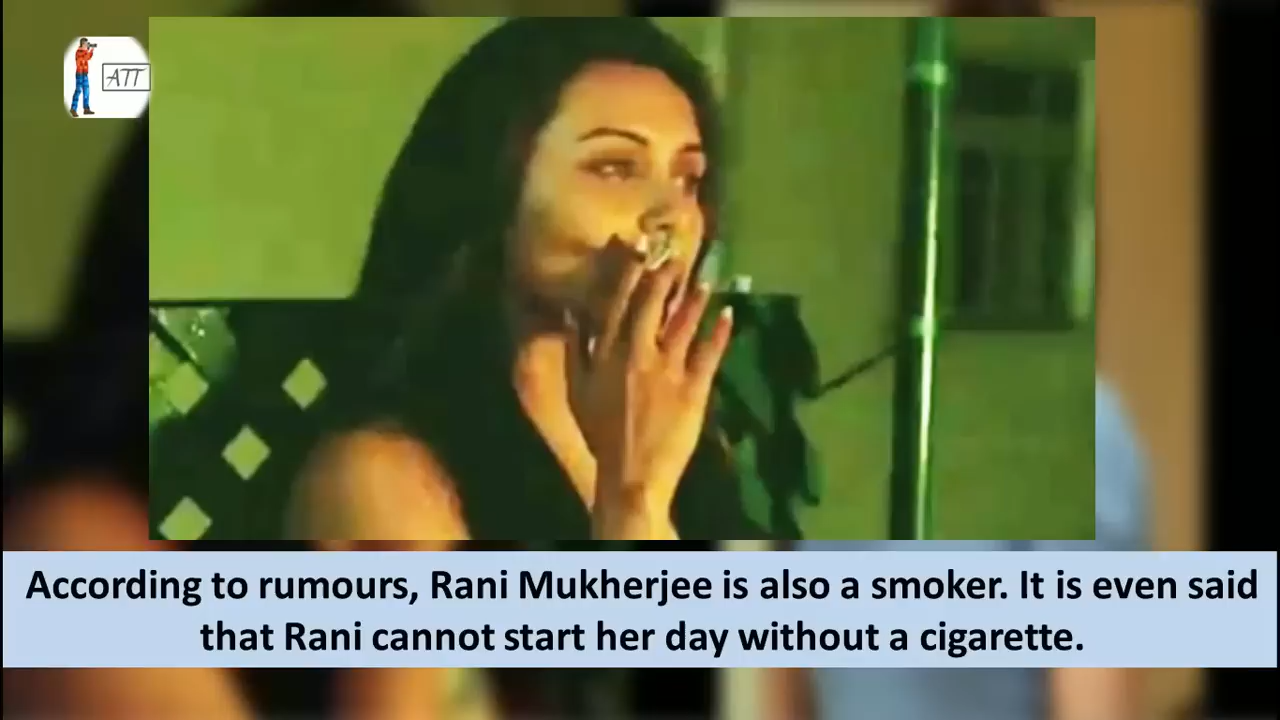 ATT
According to rumours, Rani Mukherjee is also a smoker. It is even said
that Rani cannot start her day without a cigarette.